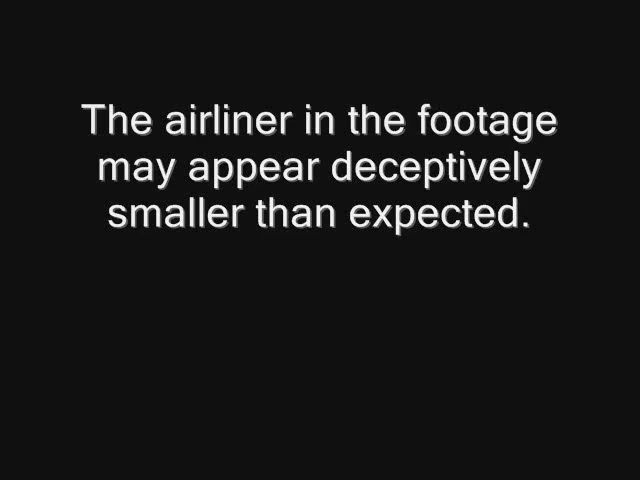 The airliner in the footage
may appear deceptively
smaller than expected.